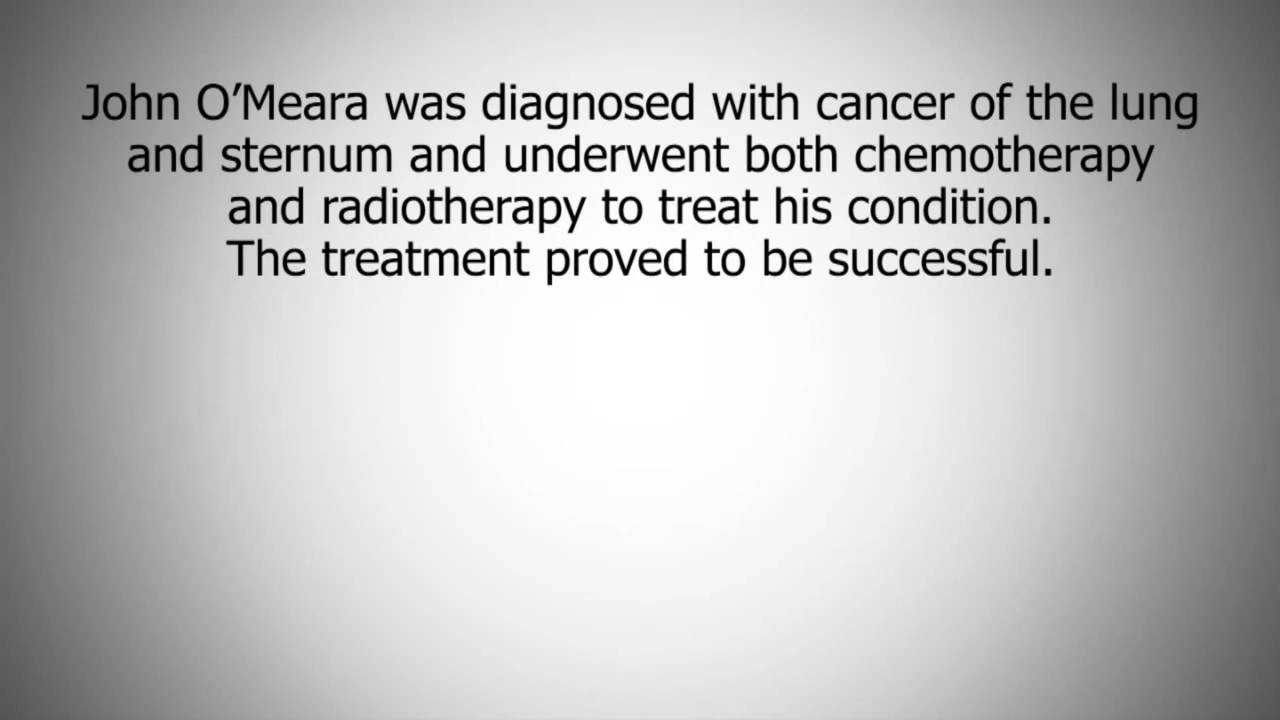 John O’Meara was diagnosed with cancer of the lung
and sternum and underwent both chemotherapy
and radiotherapy to treat his condition.
The treatment proved to be successful.